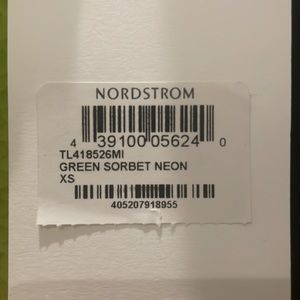 NORDSTROM
4 39100 05624 0
TL418526MI
GREEN SORBET NEON
XS
405207918955